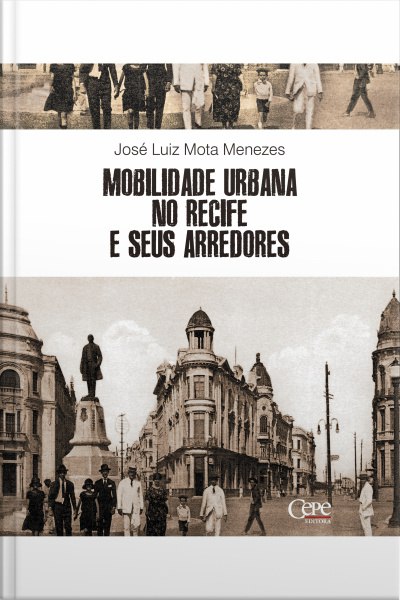 José Luiz Mota Menezes
MOBILIDADE URBANA
NO RECIFE
E SEUS ARREDORES
Cepe
EDITORA